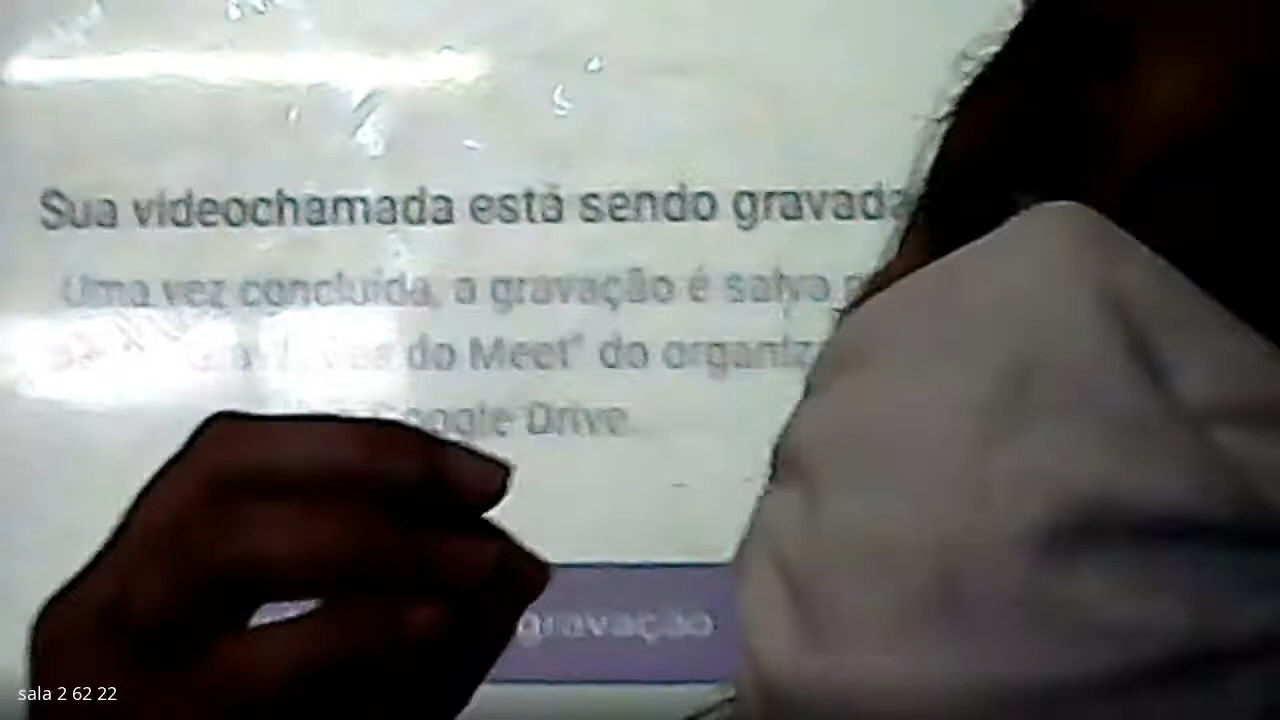 Sua videochamada está sendo gravada
Uma vez concluída, a gravação é salva
do Meet" do
Google Drive.
gravação
sala 2 62 22